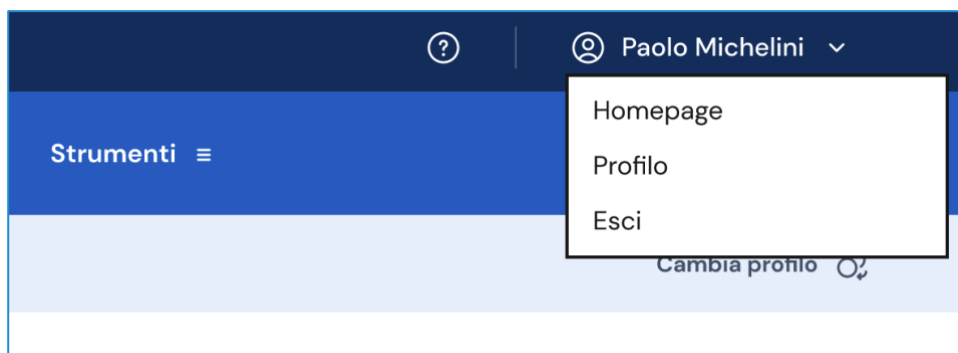 Paolo Michelini
Homepage
Strumenti
Profilo
Esci
Cambia profilo